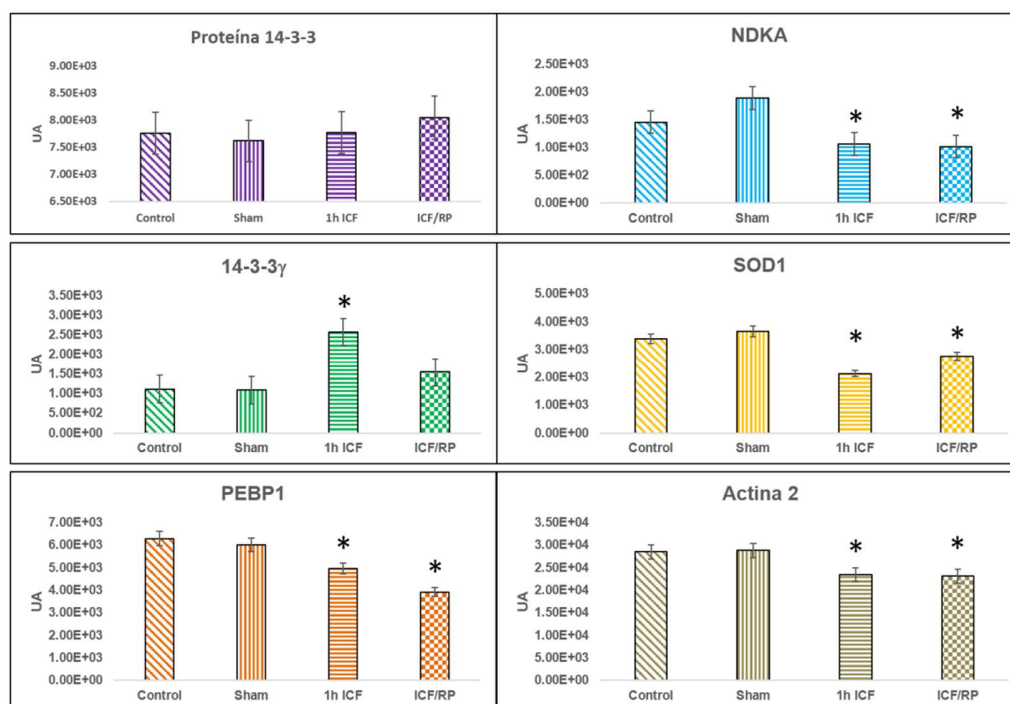 Proteína 14-3-3
9.00E+03
8.50E+03
8.00E+03
7.50E+03
7.00E+03
6.50E+03
UA
Control Sham 1h ICF ICF/RP
NDKA
2.50E+03
2.00E+03
1.50E+03
1.00E+03
5.00E+02
0.00E+00
UA
* *
Control Sham 1h ICF ICF/RP
14-3-3γ
3.50E+03
3.00E+03
2.50E+03
2.00E+03
1.50E+03
1.00E+03
5.00E+02
0.00E+00
UA
*
Control Sham 1h ICF ICF/RP
SOD1
5.00E+03
4.00E+03
3.00E+03
2.00E+03
1.00E+03
0.00E+00
UA
* *
Control Sham 1h ICF ICF/RP
PEBP1
7.00E+03
6.00E+03
5.00E+03
4.00E+03
3.00E+03
2.00E+03
1.00E+03
0.00E+00
UA
* *
Control Sham 1h ICF ICF/RP
Actina 2
3.50E+04
3.00E+04
2.50E+04
2.00E+04
2.00E+04
1.00E+04
5.00E+03
0.00E+00
UA
* *
Control Sham 1h ICF ICF/RP